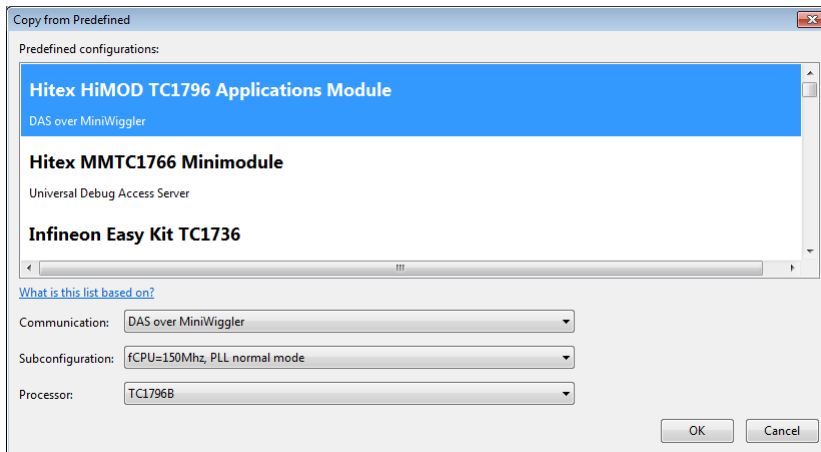 Copy from Predefined
Predefined configurations:
Hitex HiMOD TC1796 Applications Module
DAS over MiniWiggler
Hitex MMTC1766 Minimodule
Universal Debug Access Server
Infineon Easy Kit TC1736
What is this list based on?
Communication: DAS over MiniWiggler
Subconfiguration: fCPU=150Mhz, PLL normal mode
Processor: TC1796B
OK Cancel